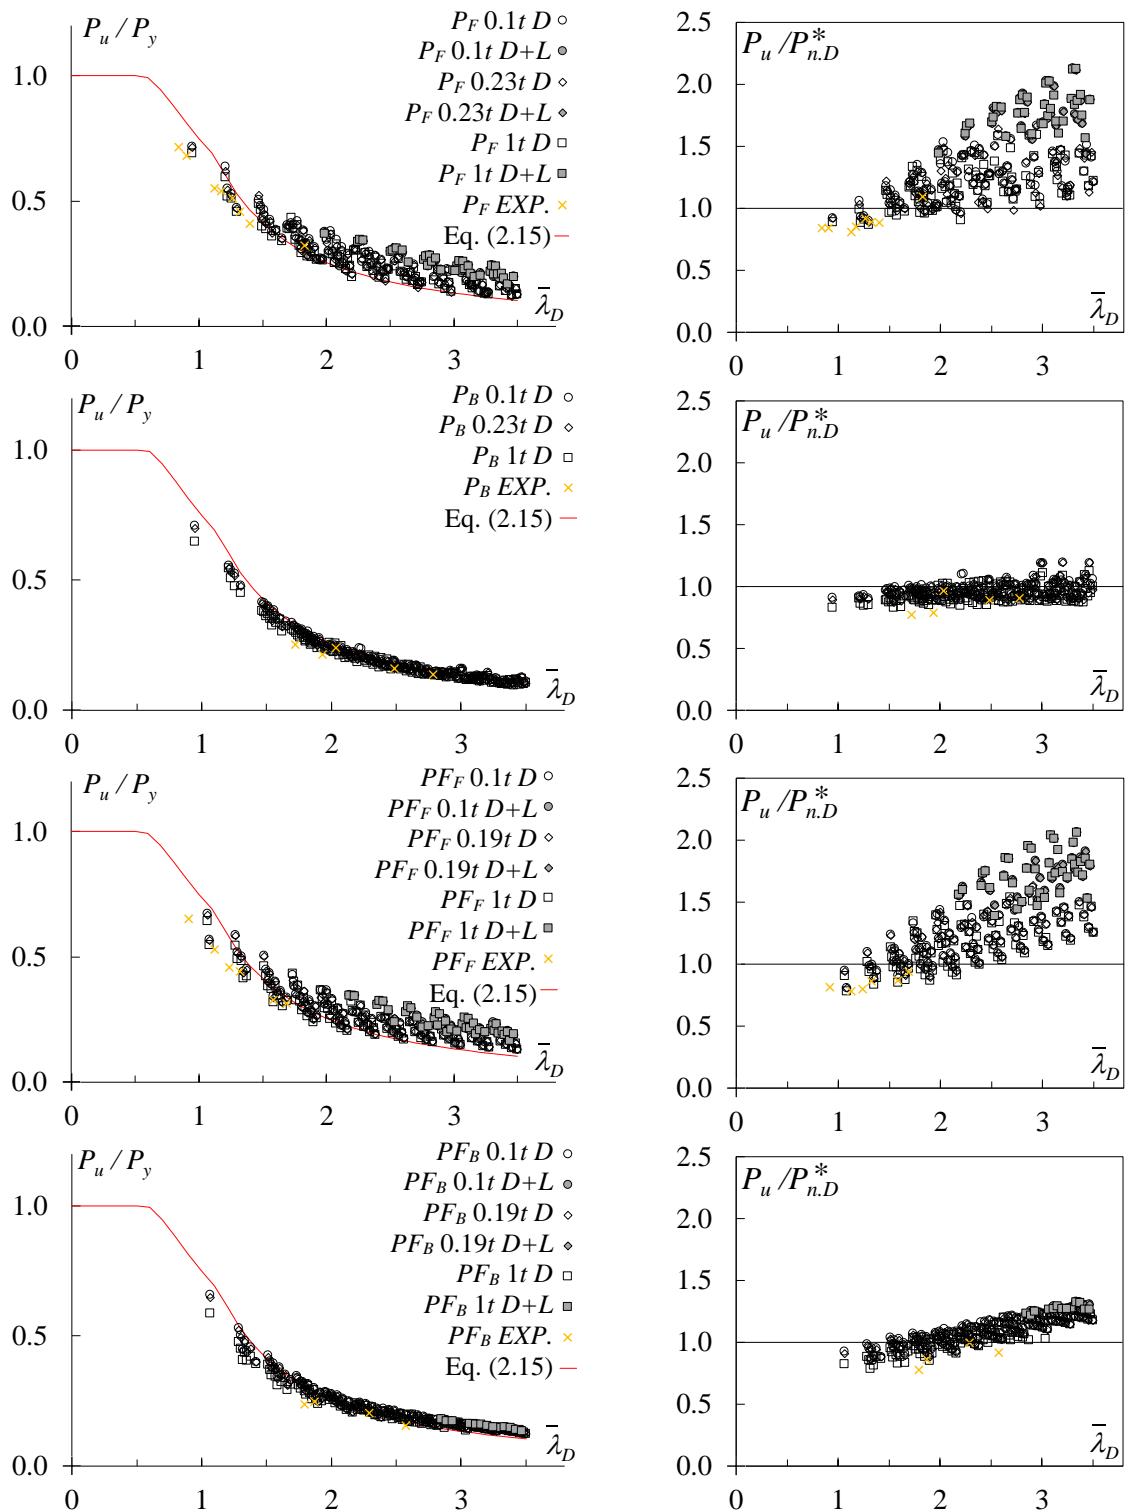 P_u / P_y
P_F 0.1t D
P_F 0.1t D+L
P_F 0.23t D
P_F 0.23t D+L
P_F 1t D
P_F 1t D+L
P_F EXP.
Eq. (2.15)
1.0
0.5
0.0
λ̅_D
0 1 2 3
P_u /P*_{n.D}
2.5
2.0
1.5
1.0
0.5
0.0
λ̅_D
0 1 2 3
P_u / P_y
P_B 0.1t D
P_B 0.23t D
P_B 1t D
P_B EXP.
Eq. (2.15)
1.0
0.5
0.0
λ̅_D
0 1 2 3
P_u /P*_{n.D}
2.5
2.0
1.5
1.0
0.5
0.0
λ̅_D
0 1 2 3
P_u / P_y
PF_F 0.1t D
PF_F 0.1t D+L
PF_F 0.19t D
PF_F 0.19t D+L
PF_F 1t D
PF_F 1t D+L
PF_F EXP.
Eq. (2.15)
1.0
0.5
0.0
λ̅_D
0 1 2 3
P_u /P*_{n.D}
2.5
2.0
1.5
1.0
0.5
0.0
λ̅_D
0 1 2 3
P_u / P_y
PF_B 0.1t D
PF_B 0.1t D+L
PF_B 0.19t D
PF_B 0.19t D+L
PF_B 1t D
PF_B 1t D+L
PF_B EXP.
Eq. (2.15)
1.0
0.5
0.0
λ̅_D
0 1 2 3
P_u /P*_{n.D}
2.5
2.0
1.5
1.0
0.5
0.0
λ̅_D
0 1 2 3